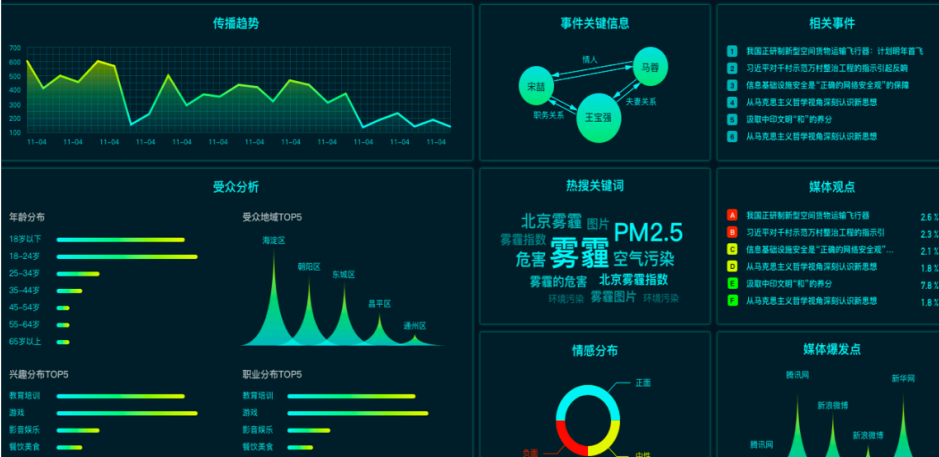 传播趋势
700
600
500
400
300
200
100
11-04 11-04 11-04 11-04 11-04 11-04 11-04 11-04 11-04
受众分析
年龄分布
18岁以下
18-24岁
25-34岁
35-44岁
45-54岁
55-64岁
65岁以上
受众地域TOP5
海淀区
朝阳区
东城区
昌平区
通州区
兴趣分布TOP5
教育培训
游戏
影音娱乐
餐饮美食
职业分布TOP5
教育培训
游戏
影音娱乐
餐饮美食
事件关键信息
情人
马蓉
宋喆
职务关系
夫妻关系
王宝强
热搜关键词
北京雾霾 图片 PM2.5
雾霾指数 雾霾
危害 空气污染
雾霾的危害 北京雾霾指数
环境污染 雾霾图片 环境污染
情感分布
正面
负面
中性
相关事件
1 我国正研制新型空间货物运输飞行器：计划明年首飞
2 习近平对千村示范万村整治工程的指示引起反响
3 信息基础设施安全是“正确的网络安全观”的保障
4 从马克思主义哲学视角深刻认识新思想
5 汲取中印文明“和”的养分
6 从马克思主义哲学视角深刻认识新思想
媒体观点
A 我国正研制新型空间货物运输飞行器 2.6 %
B 习近平对千村示范万村整治工程的指示引 2.3 %
C 信息基础设施安全是“正确的网络安全观”... 2.1 %
D 从马克思主义哲学视角深刻认识新思想 1.8 %
E 汲取中印文明“和”的养分 7.8 %
F 从马克思主义哲学视角深刻认识新思想 1.8 %
媒体爆发点
腾讯网
新华网
新浪微博
新浪微博
腾讯网